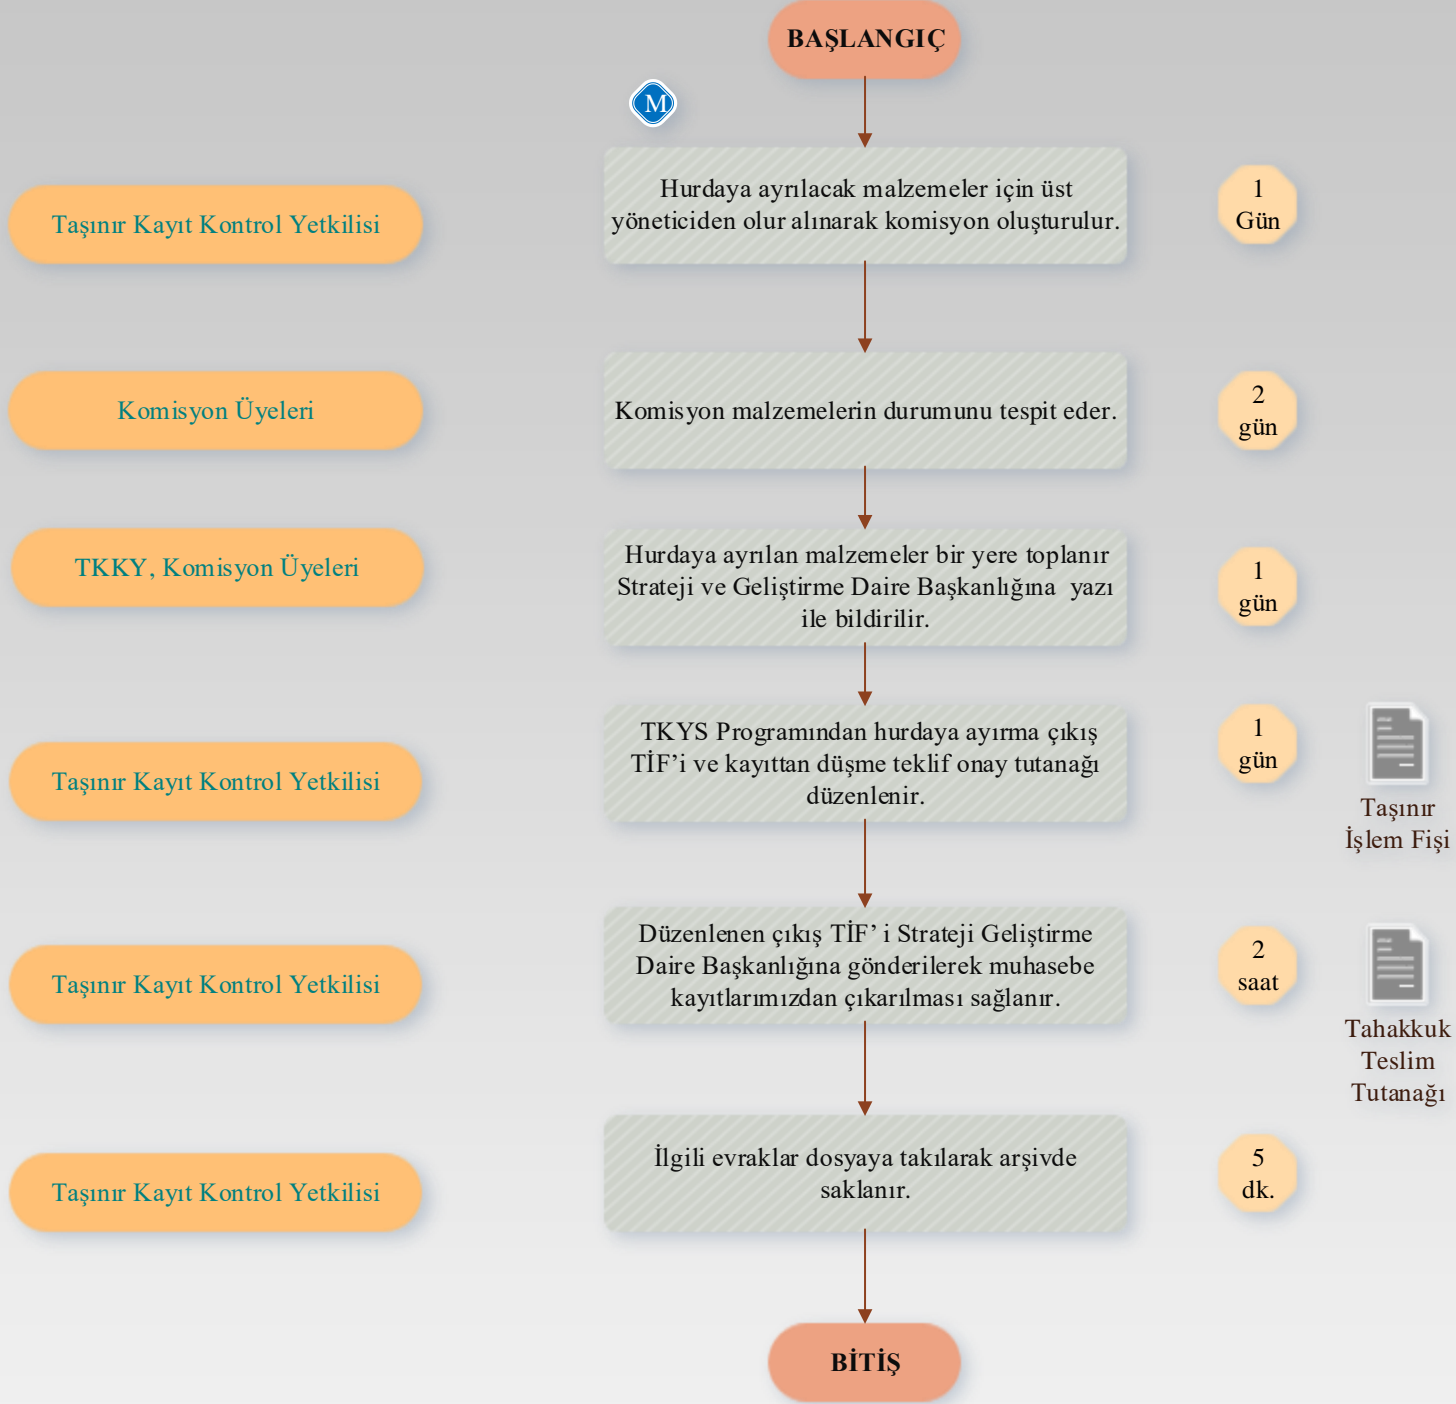 BAŞLANGIÇ
M
Taşınır Kayıt Kontrol Yetkilisi
Hurdaya ayrılacak malzemeler için üst
yöneticiden olur alınarak komisyon oluşturulur.
1
Gün
Komisyon Üyeleri
Komisyon malzemelerin durumunu tespit eder.
2
gün
TKKY, Komisyon Üyeleri
Hurdaya ayrılan malzemeler bir yere toplanır
Strateji ve Geliştirme Daire Başkanlığına yazı
ile bildirilir.
1
gün
Taşınır Kayıt Kontrol Yetkilisi
TKYS Programından hurdaya ayırma çıkış
TİF’i ve kayıttan düşme teklif onay tutanağı
düzenlenir.
1
gün
Taşınır
İşlem Fişi
Taşınır Kayıt Kontrol Yetkilisi
Düzenlenen çıkış TİF’ i Strateji Geliştirme
Daire Başkanlığına gönderilerek muhasebe
kayıtlarımızdan çıkarılması sağlanır.
2
saat
Tahakkuk
Teslim
Tutanağı
Taşınır Kayıt Kontrol Yetkilisi
İlgili evraklar dosyaya takılarak arşivde
saklanır.
5
dk.
BİTİŞ